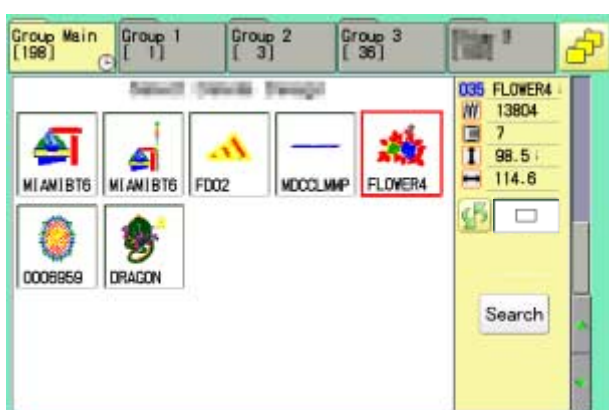 Group Main
[198]
Group 1
[ 1]
Group 2
[ 3]
Group 3
[ 36]
MIAMIBT6
MIAMIBT6
FD02
MDCCLMMP
FLOWER4
0006959
DRAGON
035 FLOWER4
13804
7
98.5
114.6
Search